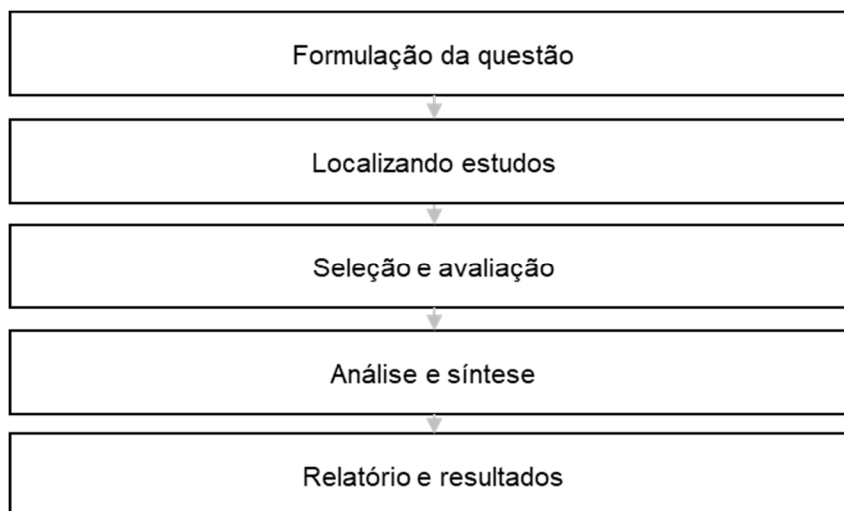 Formulação da questão
Localizando estudos
Seleção e avaliação
Análise e síntese
Relatório e resultados